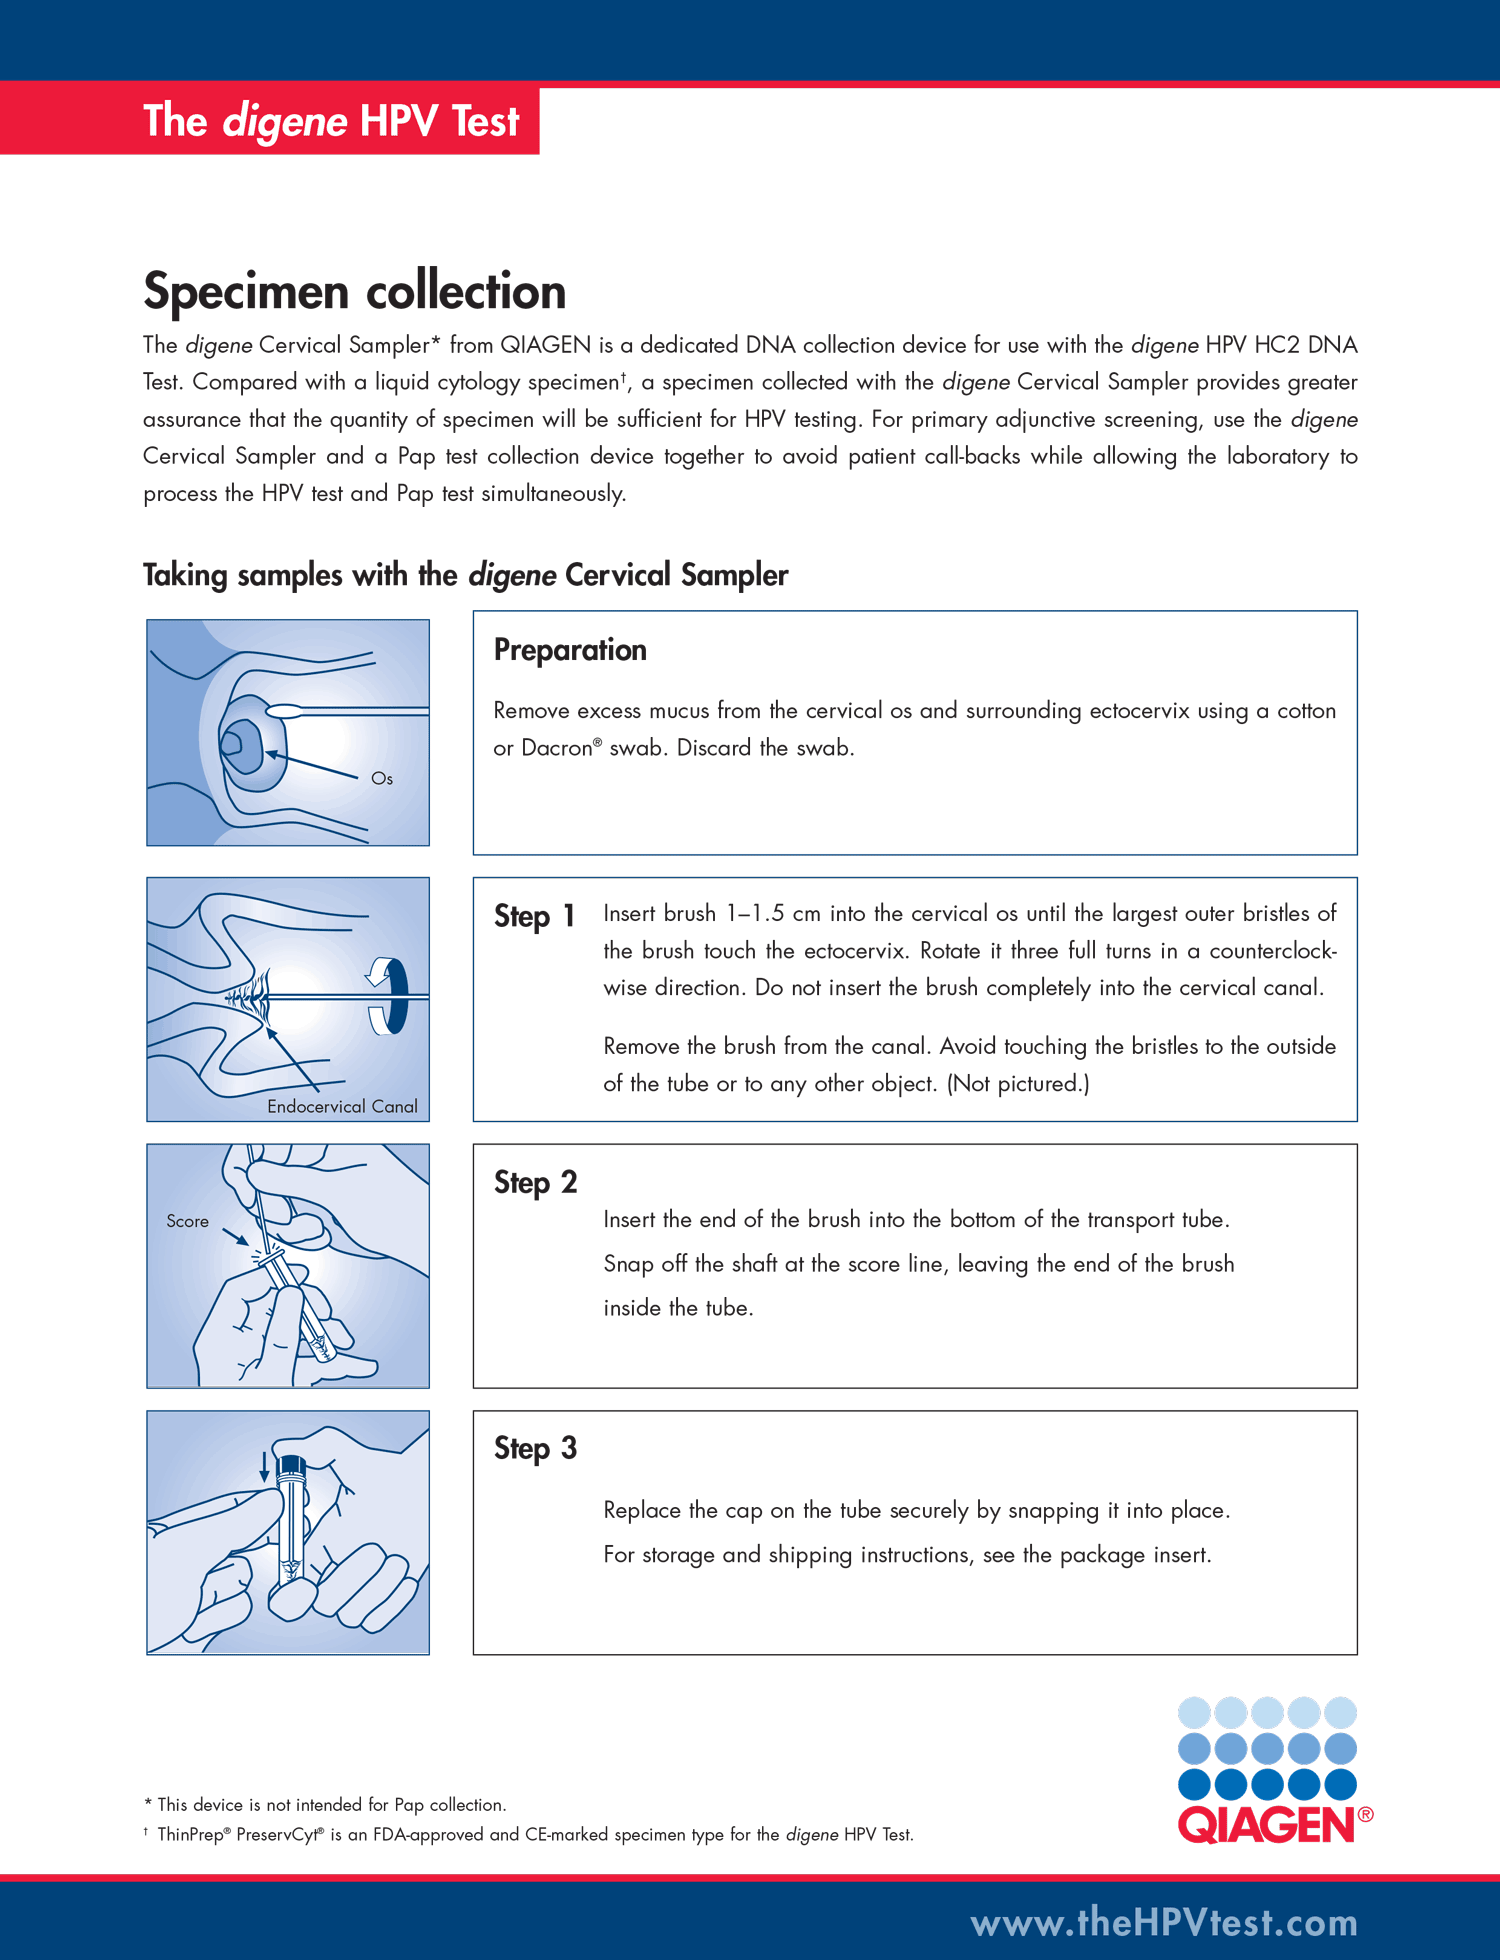 The digene HPV Test
Specimen collection
The digene Cervical Sampler* from QIAGEN is a dedicated DNA collection device for use with the digene HPV HC2 DNA
Test. Compared with a liquid cytology specimen†, a specimen collected with the digene Cervical Sampler provides greater
assurance that the quantity of specimen will be sufficient for HPV testing. For primary adjunctive screening, use the digene
Cervical Sampler and a Pap test collection device together to avoid patient call-backs while allowing the laboratory to
process the HPV test and Pap test simultaneously.
Taking samples with the digene Cervical Sampler
Os
Preparation
Remove excess mucus from the cervical os and surrounding ectocervix using a cotton
or Dacron® swab. Discard the swab.
Endocervical Canal
Step 1 Insert brush 1–1.5 cm into the cervical os until the largest outer bristles of
the brush touch the ectocervix. Rotate it three full turns in a counterclock-
wise direction. Do not insert the brush completely into the cervical canal.
Remove the brush from the canal. Avoid touching the bristles to the outside
of the tube or to any other object. (Not pictured.)
Score
Step 2
Insert the end of the brush into the bottom of the transport tube.
Snap off the shaft at the score line, leaving the end of the brush
inside the tube.
Step 3
Replace the cap on the tube securely by snapping it into place.
For storage and shipping instructions, see the package insert.
* This device is not intended for Pap collection.
† ThinPrep® PreservCyt® is an FDA-approved and CE-marked specimen type for the digene HPV Test.
QIAGEN®
www.theHPVtest.com